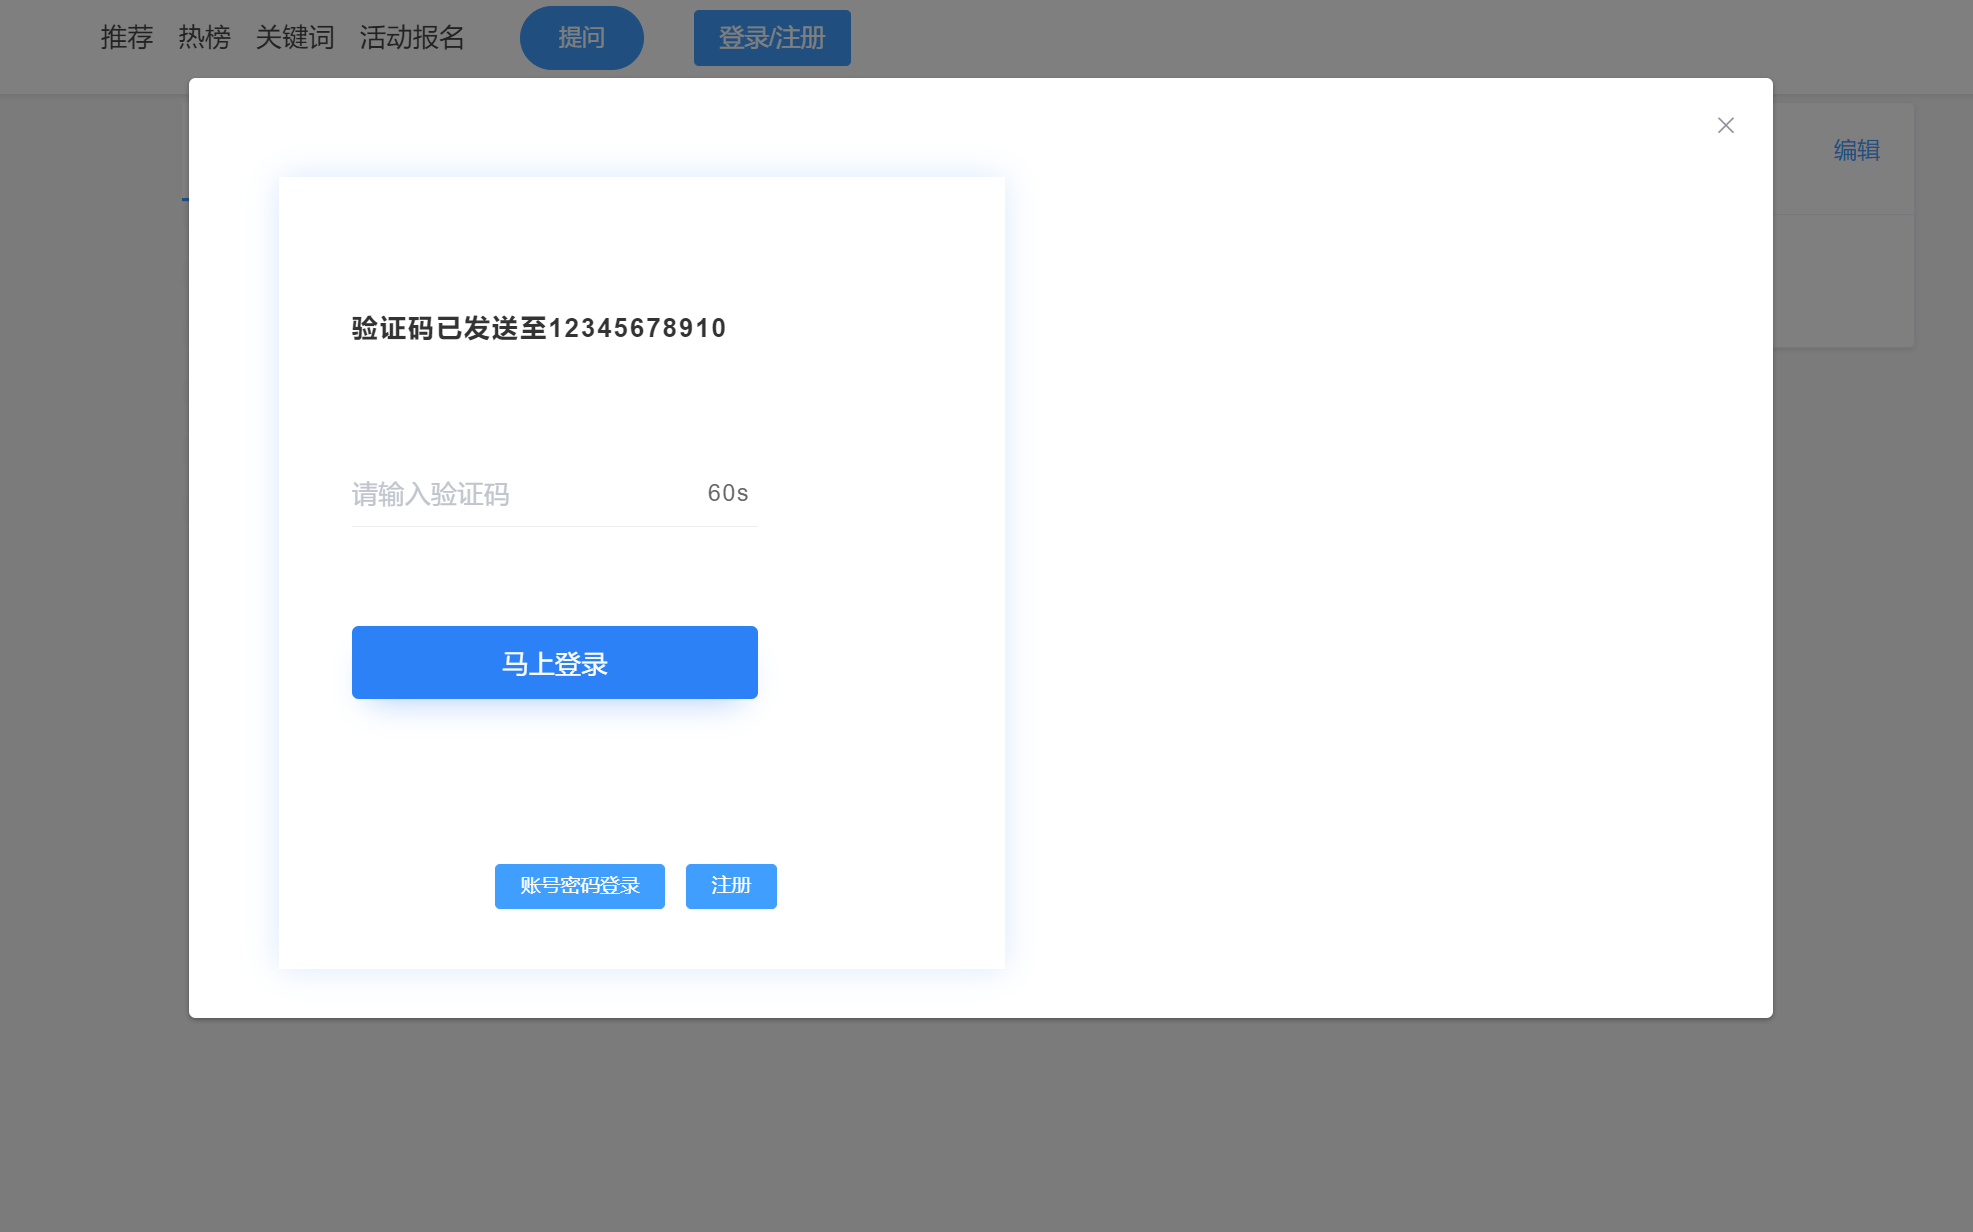 推荐 热榜 关键词 活动报名 提问 登录/注册
编辑
验证码已发送至12345678910
请输入验证码 60s
马上登录
账号密码登录 注册